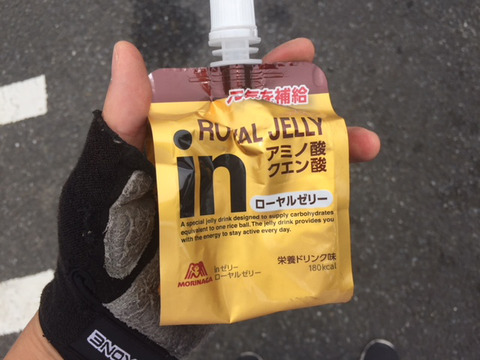 元気を補給
ROYAL JELLY
in
アミノ酸
クエン酸
ローヤルゼリー
A special jelly drink designed to supply carbohydrates
equivalent to one rice ball. The jelly drink provides you
with the energy to stay active every day.
MORINAGA
inゼリー
ローヤルゼリー
栄養ドリンク味
180kcal